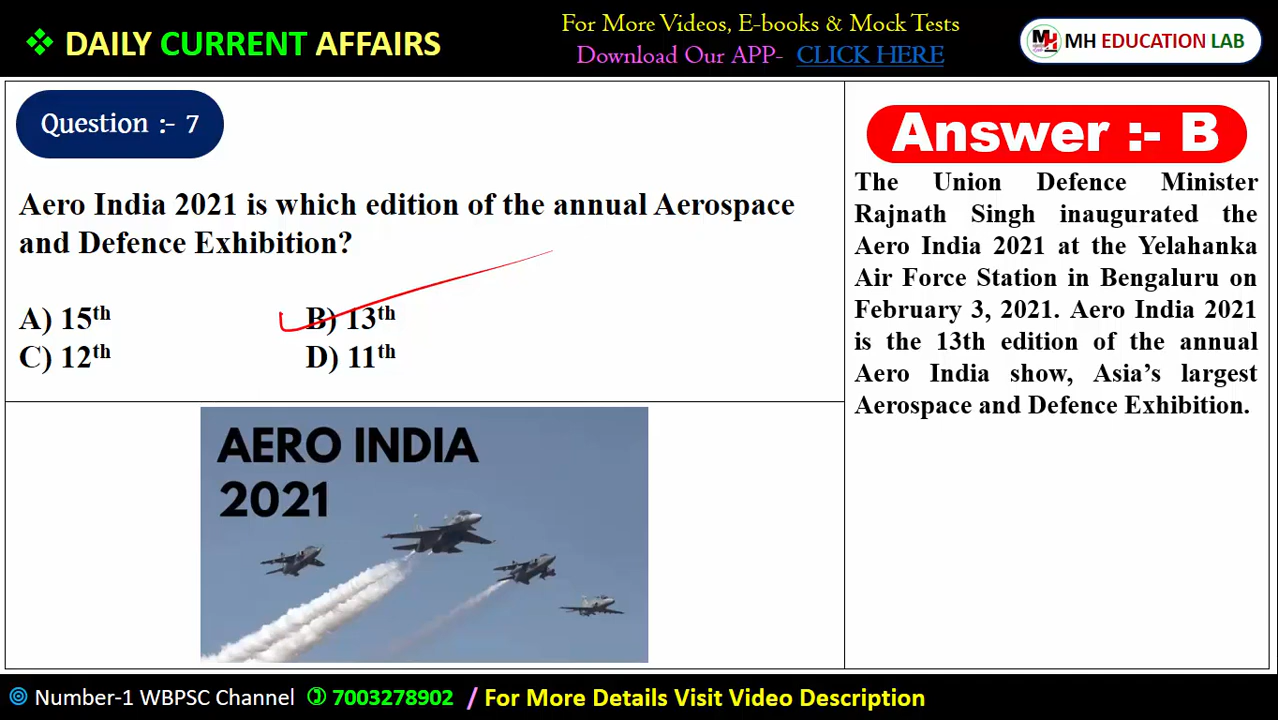 ❖ DAILY CURRENT AFFAIRS
For More Videos, E-books & Mock Tests
Download Our APP- CLICK HERE
MH
MH EDUCATION LAB
Question :- 7
Aero India 2021 is which edition of the annual Aerospace
and Defence Exhibition?
A) 15th
B) 13th
C) 12th
D) 11th
AERO INDIA
2021
Answer :- B
The Union Defence Minister
Rajnath Singh inaugurated the
Aero India 2021 at the Yelahanka
Air Force Station in Bengaluru on
February 3, 2021. Aero India 2021
is the 13th edition of the annual
Aero India show, Asia’s largest
Aerospace and Defence Exhibition.
Number-1 WBPSC Channel 7003278902 / For More Details Visit Video Description